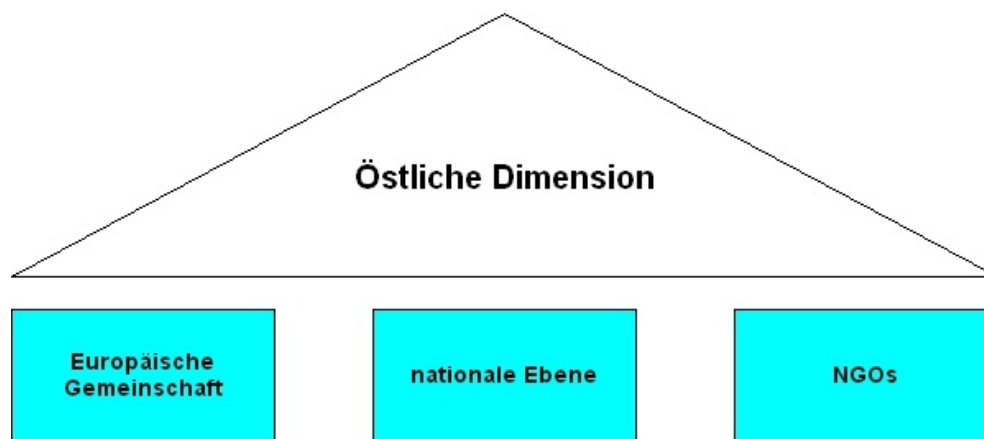 Östliche Dimension
Europäische
Gemeinschaft
nationale Ebene
NGOs